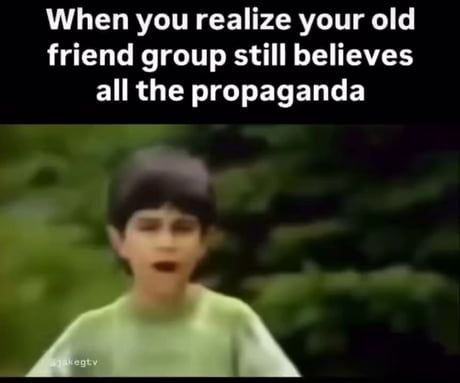 When you realize your old
friend group still believes
all the propaganda
@jakegtv